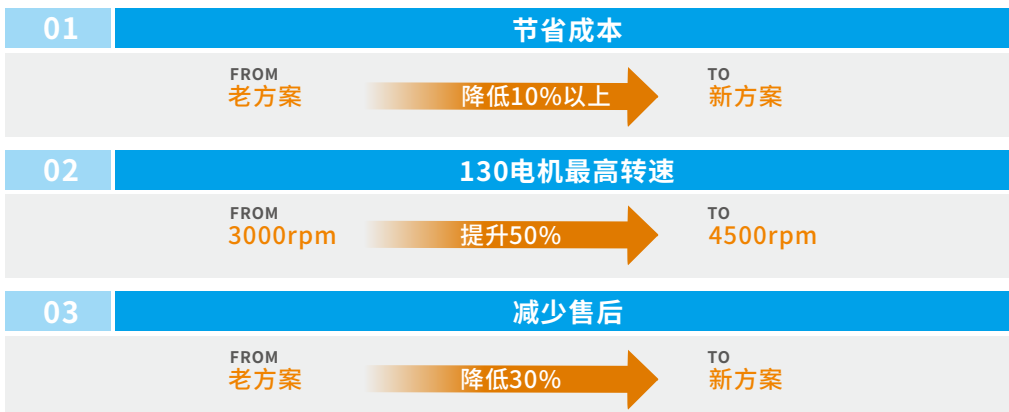 01 节省成本
FROM TO
老方案 降低10%以上 新方案
02 130电机最高转速
FROM TO
3000rpm 提升50% 4500rpm
03 减少售后
FROM TO
老方案 降低30% 新方案